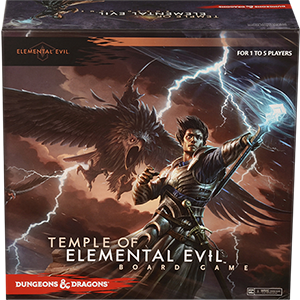 ELEMENTAL EVIL
FOR 1 TO 5 PLAYERS
TEMPLE OF
ELEMENTAL EVIL
BOARD GAME
DUNGEONS & DRAGONS